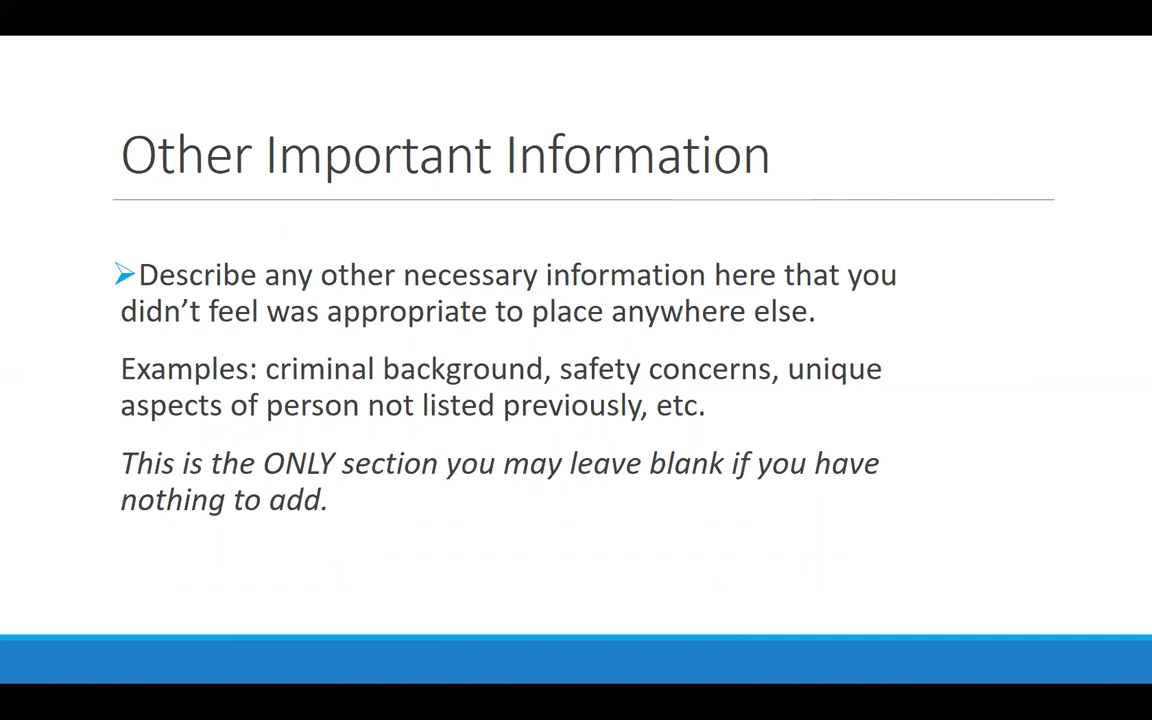 Other Important Information
➢Describe any other necessary information here that you
didn’t feel was appropriate to place anywhere else.
Examples: criminal background, safety concerns, unique
aspects of person not listed previously, etc.
This is the ONLY section you may leave blank if you have
nothing to add.